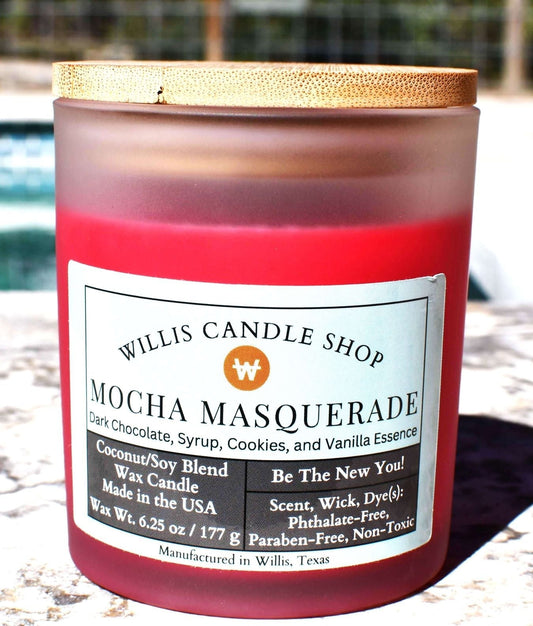 WILLIS CANDLE SHOP
W
MOCHA MASQUERADE
Dark Chocolate, Syrup, Cookies, and Vanilla Essence
Coconut/Soy Blend
Wax Candle
Made in the USA
Wax Wt. 6.25 oz / 177 g
Be The New You!
Scent, Wick, Dye(s):
Phthalate-Free,
Paraben-Free, Non-Toxic
Manufactured in Willis, Texas